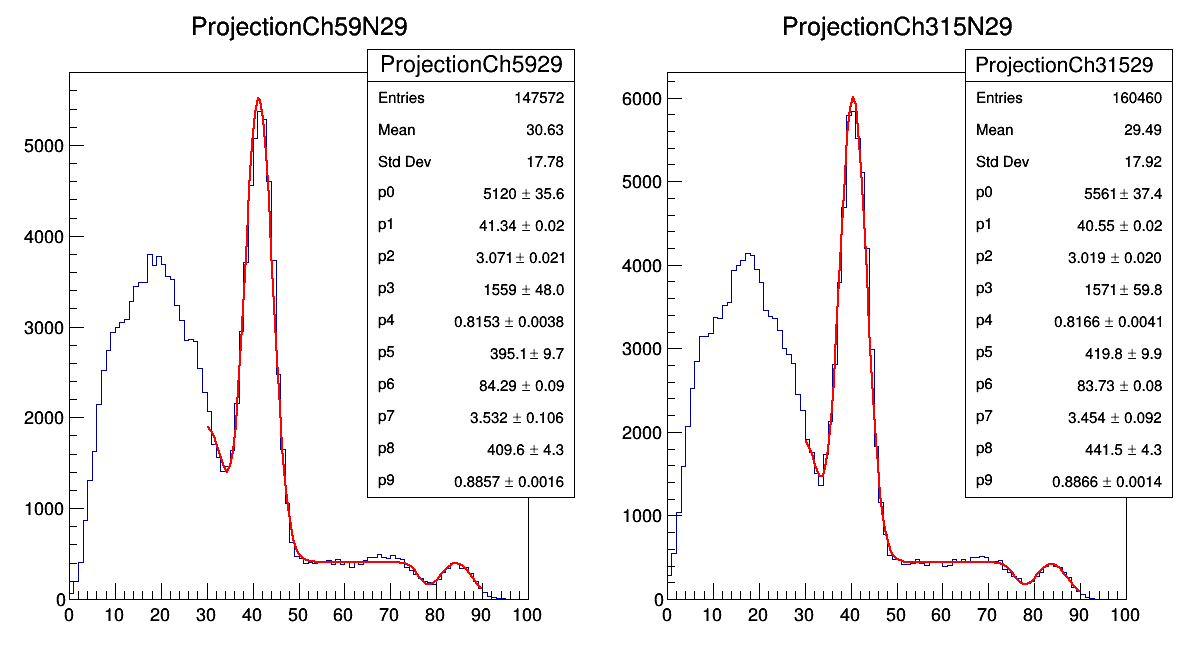 ProjectionCh59N29
ProjectionCh5929
Entries 147572
Mean 30.63
Std Dev 17.78
p0 5120 ± 35.6
p1 41.34 ± 0.02
p2 3.071 ± 0.021
p3 1559 ± 48.0
p4 0.8153 ± 0.0038
p5 395.1 ± 9.7
p6 84.29 ± 0.09
p7 3.532 ± 0.106
p8 409.6 ± 4.3
p9 0.8857 ± 0.0016
5000
4000
3000
2000
1000
0
0 10 20 30 40 50 60 70 80 90 100
ProjectionCh315N29
ProjectionCh31529
Entries 160460
Mean 29.49
Std Dev 17.92
p0 5561 ± 37.4
p1 40.55 ± 0.02
p2 3.019 ± 0.020
p3 1571 ± 59.8
p4 0.8166 ± 0.0041
p5 419.8 ± 9.9
p6 83.73 ± 0.08
p7 3.454 ± 0.092
p8 441.5 ± 4.3
p9 0.8866 ± 0.0014
6000
5000
4000
3000
2000
1000
0
0 10 20 30 40 50 60 70 80 90 100